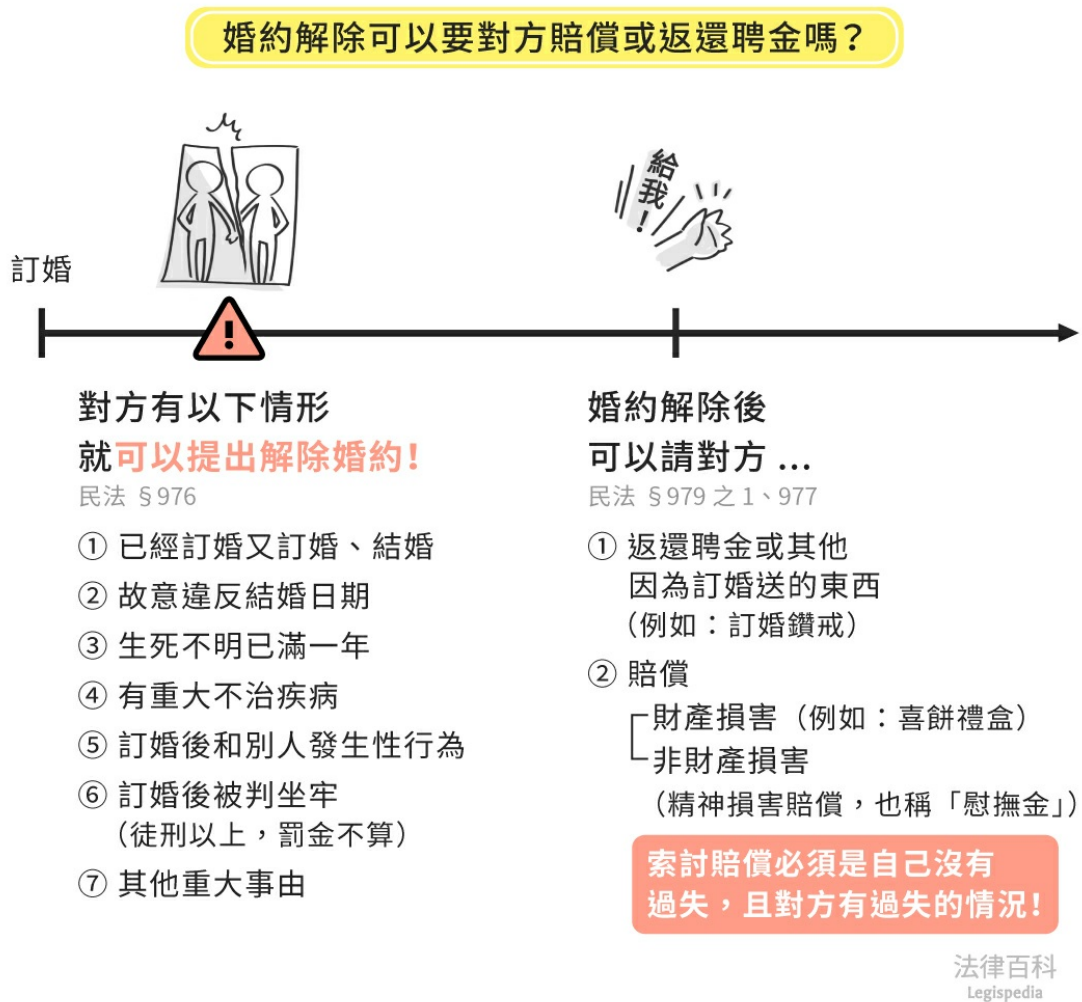 婚約解除可以要對方賠償或返還聘金嗎？
給我！
訂婚
對方有以下情形
就可以提出解除婚約！
民法 §976
① 已經訂婚又訂婚、結婚
② 故意違反結婚日期
③ 生死不明已滿一年
④ 有重大不治疾病
⑤ 訂婚後和別人發生性行為
⑥ 訂婚後被判坐牢
（徒刑以上，罰金不算）
⑦ 其他重大事由
婚約解除後
可以請對方 ...
民法 §979 之 1、977
① 返還聘金或其他
因為訂婚送的東西
（例如：訂婚鑽戒）
② 賠償
財產損害（例如：喜餅禮盒）
非財產損害
（精神損害賠償，也稱「慰撫金」）
索討賠償必須是自己沒有
過失，且對方有過失的情況！
法律百科
Legispedia